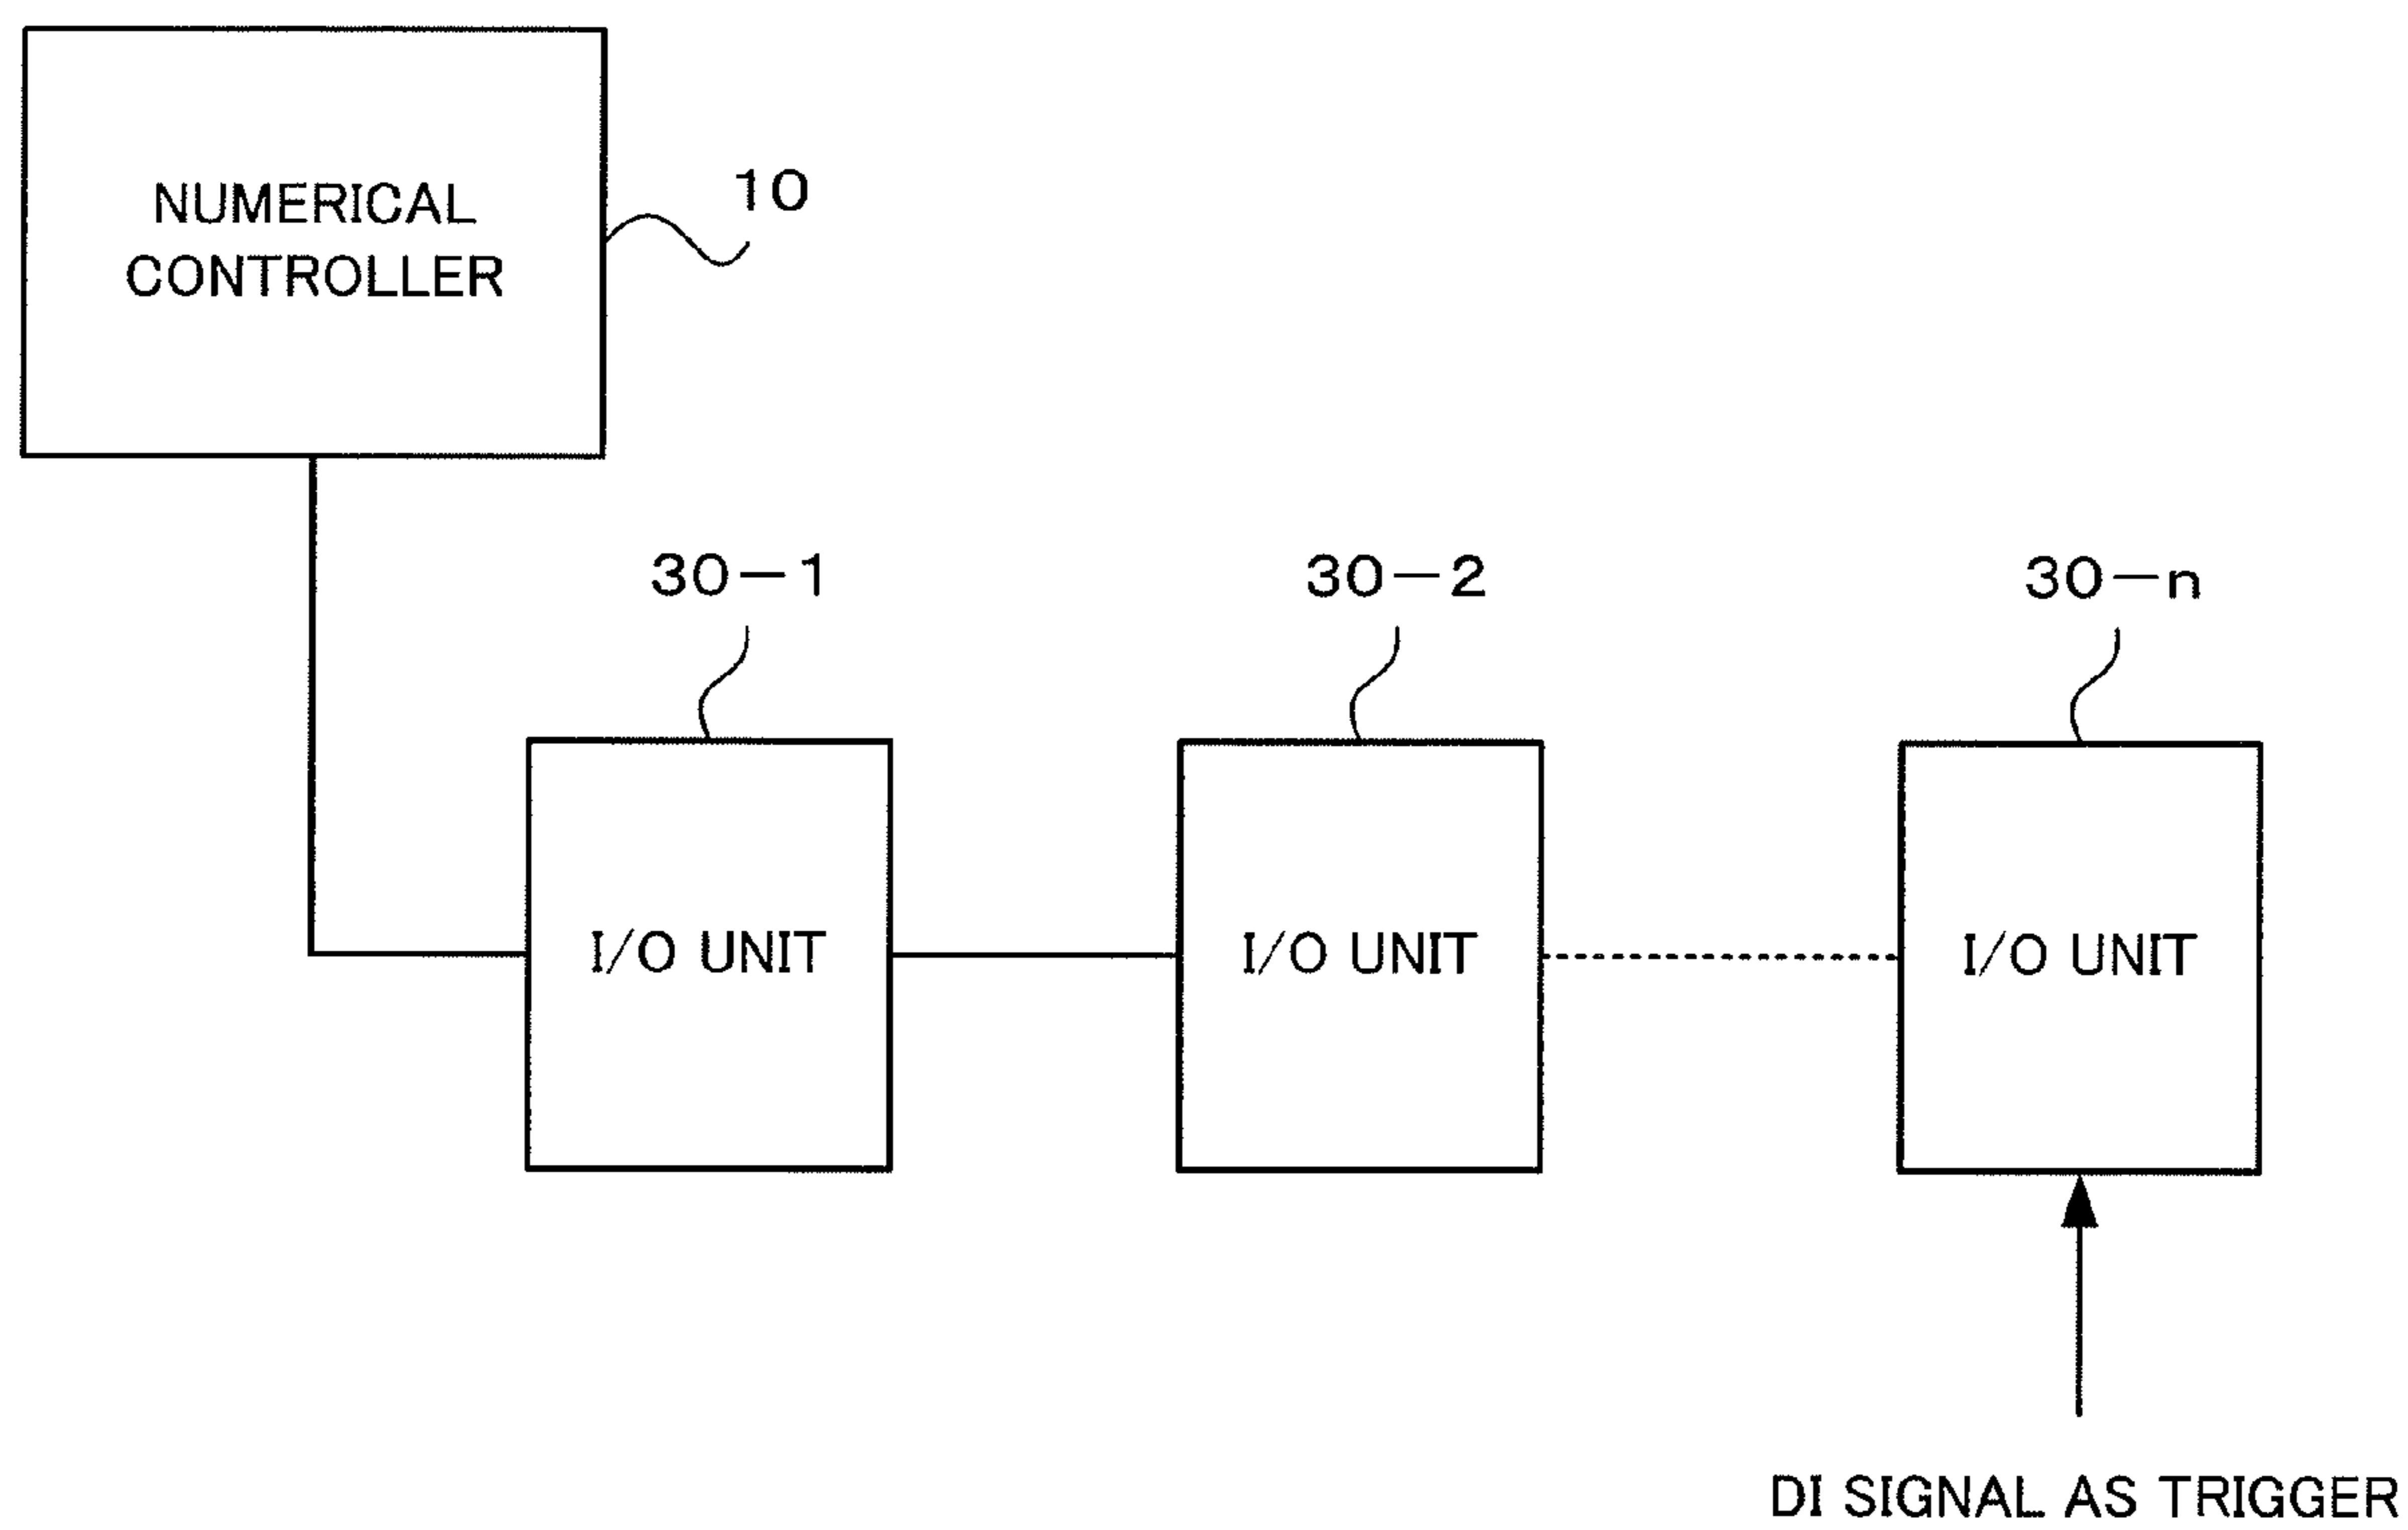 NUMERICAL
CONTROLLER
10
30-1
30-2
30-n
I/O UNIT
I/O UNIT
I/O UNIT
DI SIGNAL AS TRIGGER